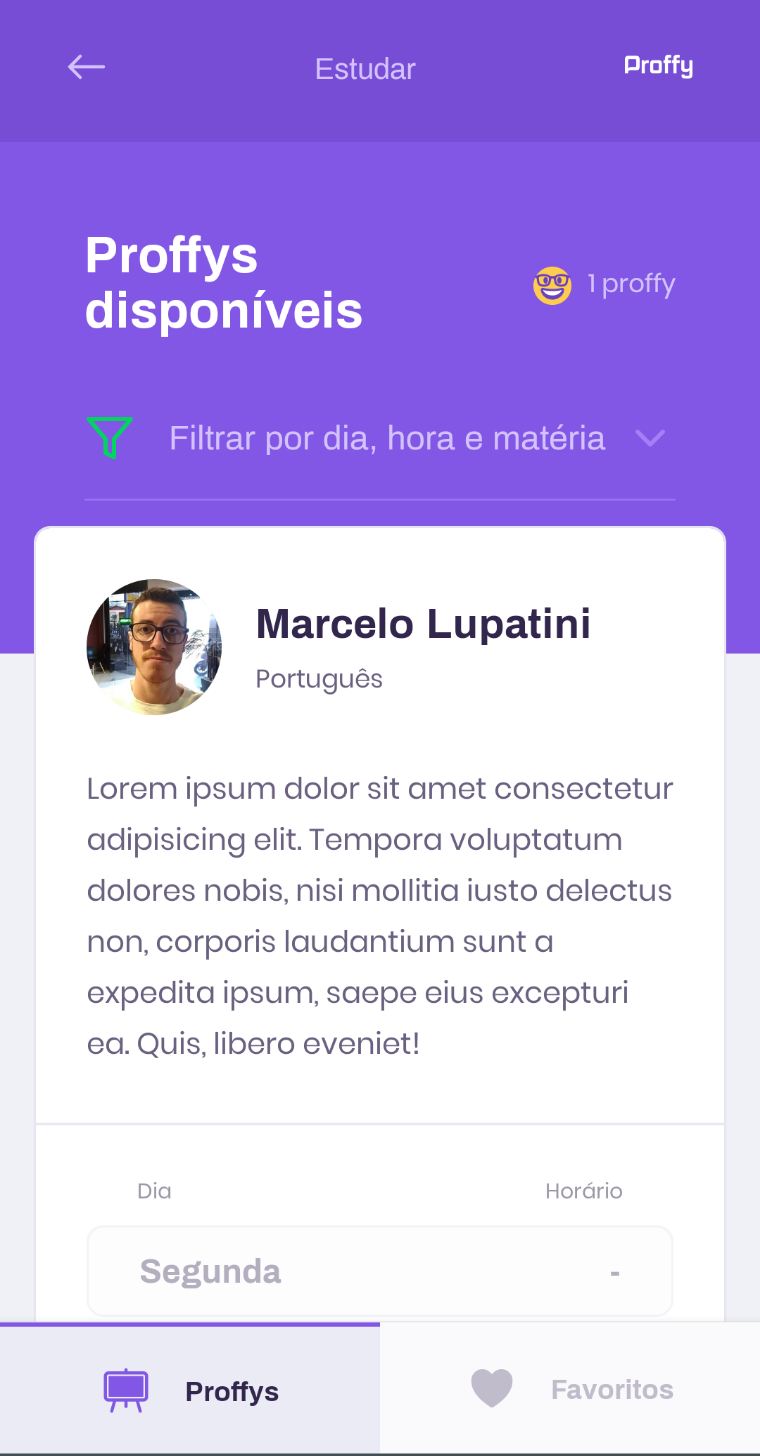 Estudar
Proffy
Proffys
disponíveis
1 proffy
Filtrar por dia, hora e matéria
Marcelo Lupatini
Português
Lorem ipsum dolor sit amet consectetur
adipisicing elit. Tempora voluptatum
dolores nobis, nisi mollitia iusto delectus
non, corporis laudantium sunt a
expedita ipsum, saepe eius excepturi
ea. Quis, libero eveniet!
Dia Horário
Segunda -
Proffys Favoritos